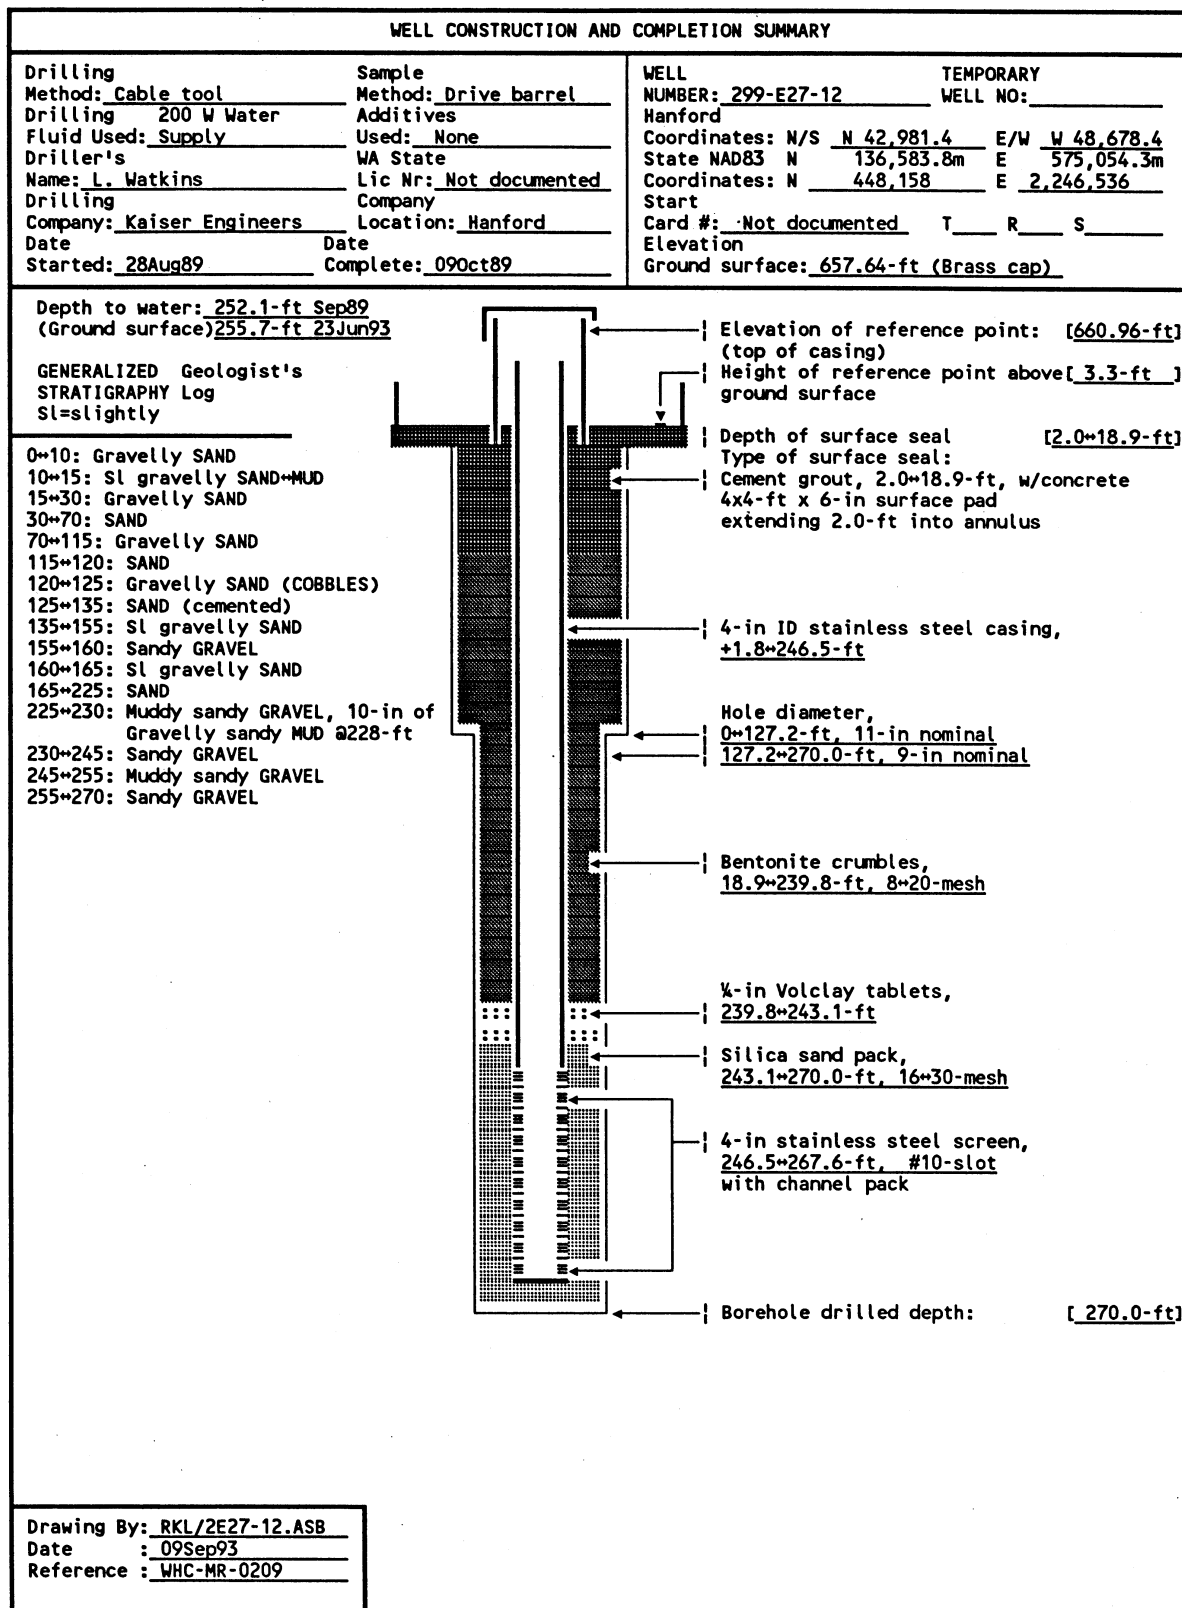 WELL CONSTRUCTION AND COMPLETION SUMMARY
Drilling Sample
Method: Cable tool Method: Drive barrel
Drilling 200 W Water Additives
Fluid Used: Supply Used: None
Driller's WA State
Name: L. Watkins Lic Nr: Not documented
Drilling Company
Company: Kaiser Engineers Location: Hanford
Date Date
Started: 28Aug89 Complete: 09Oct89
WELL TEMPORARY
NUMBER: 299-E27-12 WELL NO:
Hanford
Coordinates: N/S N 42,981.4 E/W W 48,678.4
State NAD83 N 136,583.8m E 575,054.3m
Coordinates: N 448,158 E 2,246,536
Start
Card #: Not documented T R S
Elevation
Ground surface: 657.64-ft (Brass cap)
Depth to water: 252.1-ft Sep89
(Ground surface) 255.7-ft 23Jun93
GENERALIZED Geologist's
STRATIGRAPHY Log
Sl=slightly
0↔10: Gravelly SAND
10↔15: Sl gravelly SAND↔MUD
15↔30: Gravelly SAND
30↔70: SAND
70↔115: Gravelly SAND
115↔120: SAND
120↔125: Gravelly SAND (COBBLES)
125↔135: SAND (cemented)
135↔155: Sl gravelly SAND
155↔160: Sandy GRAVEL
160↔165: Sl gravelly SAND
165↔225: SAND
225↔230: Muddy sandy GRAVEL, 10-in of
Gravelly sandy MUD @228-ft
230↔245: Sandy GRAVEL
245↔255: Muddy sandy GRAVEL
255↔270: Sandy GRAVEL
Elevation of reference point: [660.96-ft]
(top of casing)
Height of reference point above[ 3.3-ft ]
ground surface
Depth of surface seal [2.0↔18.9-ft]
Type of surface seal:
Cement grout, 2.0↔18.9-ft, w/concrete
4x4-ft x 6-in surface pad
extending 2.0-ft into annulus
4-in ID stainless steel casing,
+1.8↔246.5-ft
Hole diameter,
0↔127.2-ft, 11-in nominal
127.2↔270.0-ft, 9-in nominal
Bentonite crumbles,
18.9↔239.8-ft, 8↔20-mesh
¼-in Volclay tablets,
239.8↔243.1-ft
Silica sand pack,
243.1↔270.0-ft, 16↔30-mesh
4-in stainless steel screen,
246.5↔267.6-ft, #10-slot
with channel pack
Borehole drilled depth: [ 270.0-ft]
Drawing By: RKL/2E27-12.ASB
Date : 09Sep93
Reference : WHC-MR-0209